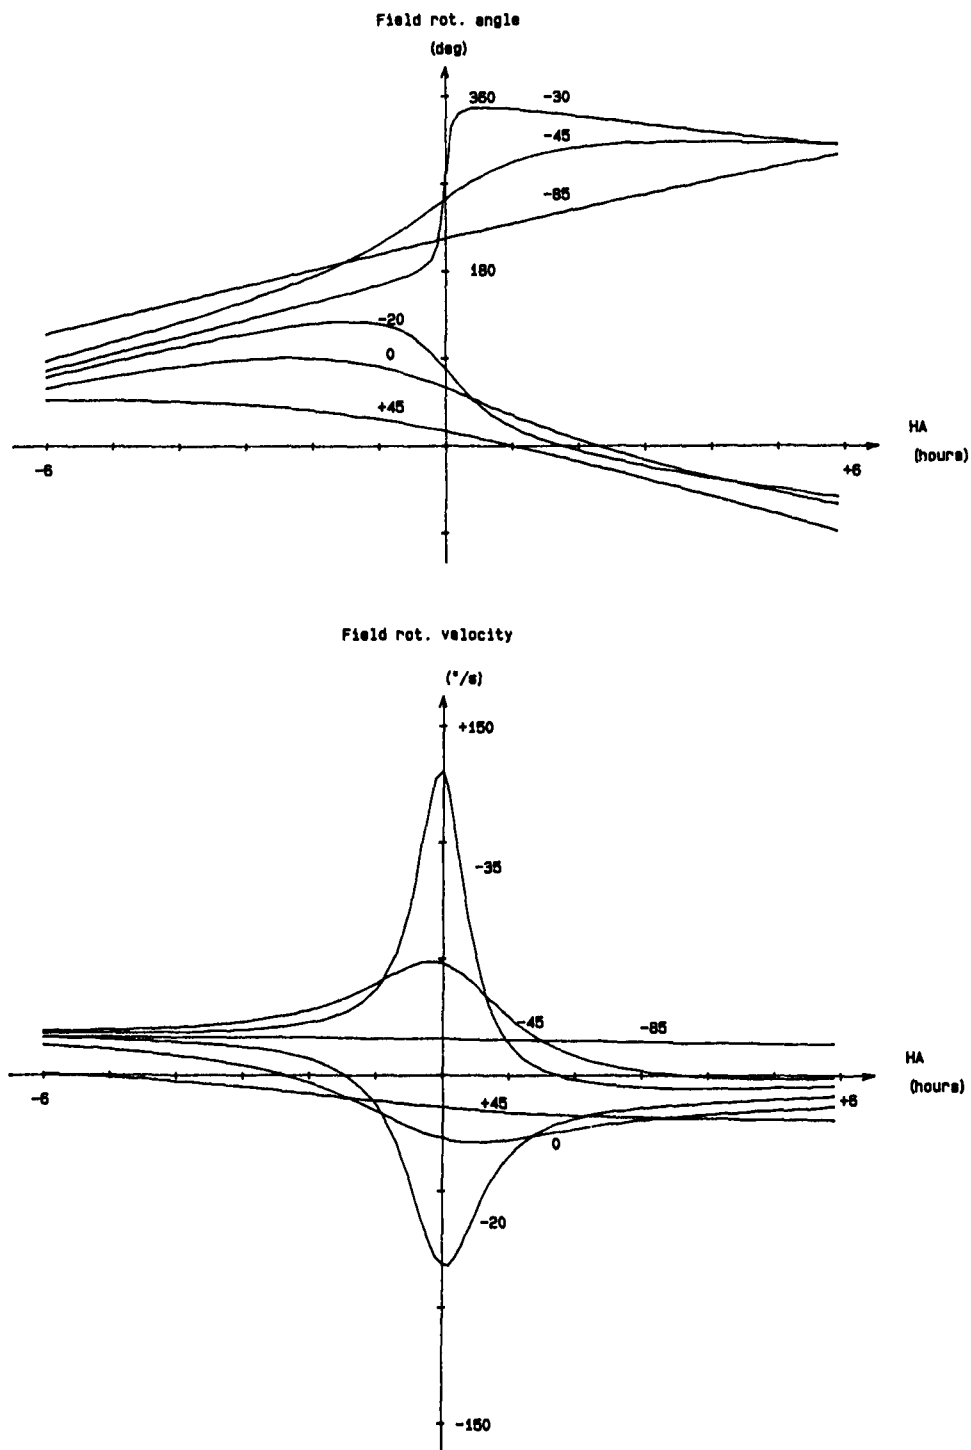 Field rot. angle
(deg)
360
-30
-45
-85
180
-20
0
+45
HA
(hours)
-6
+6
Field rot. velocity
("/s)
+150
-35
-45
-85
HA
(hours)
-6
+45
+6
0
-20
-150